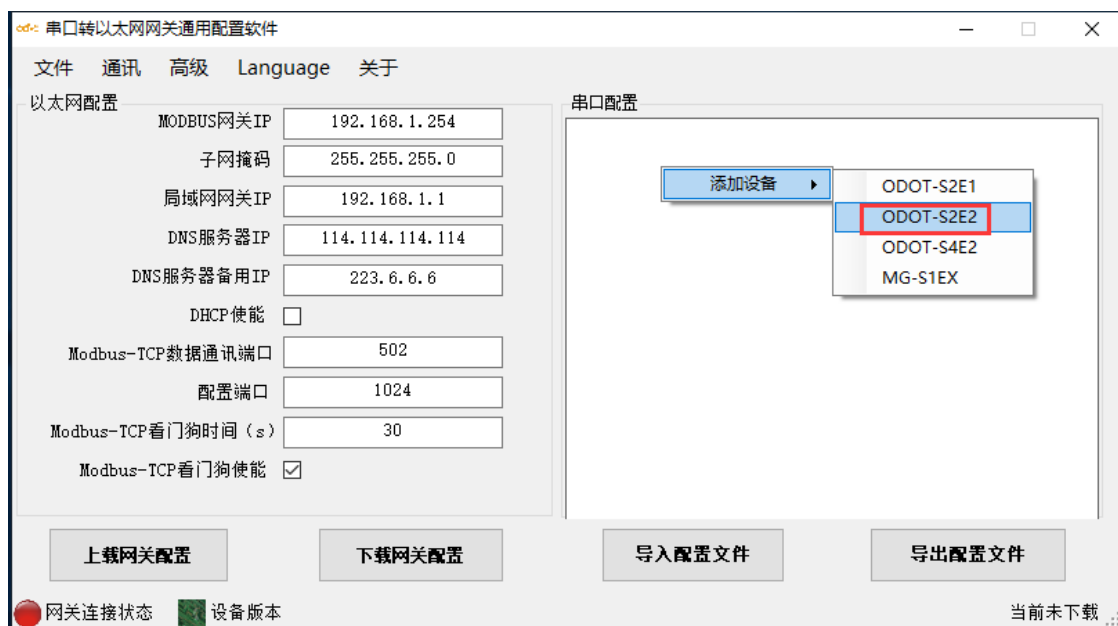 串口转以太网网关通用配置软件
文件 通讯 高级 Language 关于
以太网配置
MODBUS网关IP 192.168.1.254
子网掩码 255.255.255.0
局域网网关IP 192.168.1.1
DNS服务器IP 114.114.114.114
DNS服务器备用IP 223.6.6.6
DHCP使能
Modbus-TCP数据通讯端口 502
配置端口 1024
Modbus-TCP看门狗时间（s） 30
Modbus-TCP看门狗使能
串口配置
添加设备
ODOT-S2E1
ODOT-S2E2
ODOT-S4E2
MG-S1EX
上载网关配置 下载网关配置 导入配置文件 导出配置文件
网关连接状态 设备版本 当前未下载